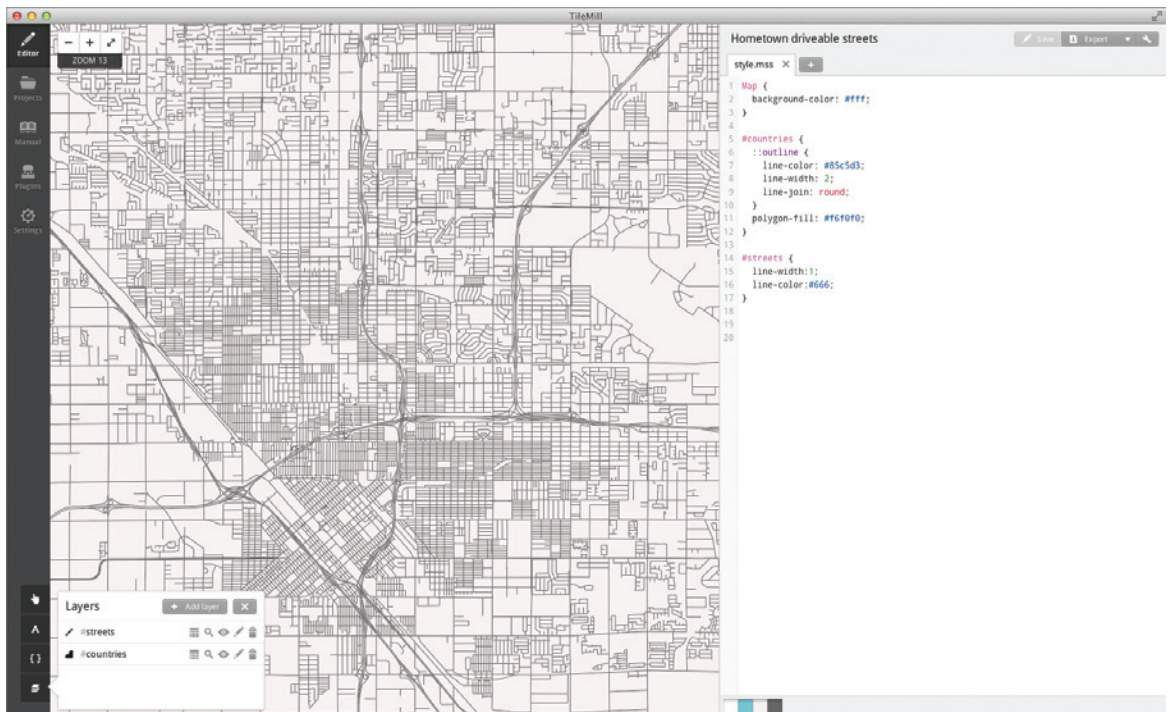 TileMill
Editor
Projects
Manual
Plugins
Settings
ZOOM 13
Layers
+ Add layer
#streets
#countries
A
{}
Hometown driveable streets
Save
Export
style.mss
1 Map {
2 background-color: #fff;
3 }
4
5 #countries {
6 ::outline {
7 line-color: #85c5d3;
8 line-width: 2;
9 line-join: round;
10 }
11 polygon-fill: #f6f0f0;
12 }
13
14 #streets {
15 line-width:1;
16 line-color:#666;
17 }
18
19
20